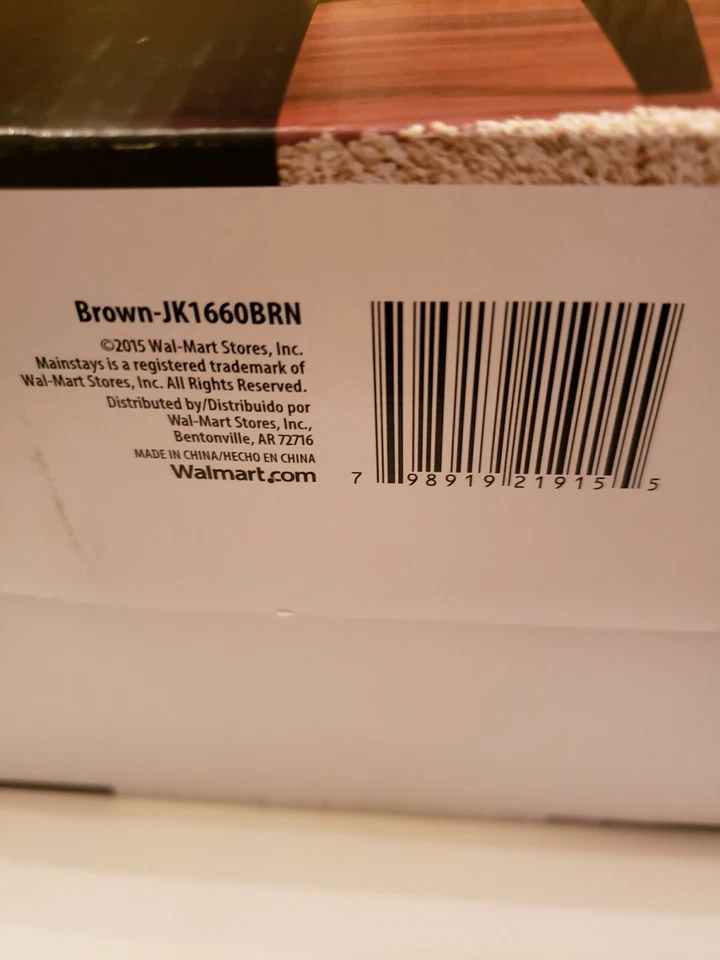 Brown-JK1660BRN
©2015 Wal-Mart Stores, Inc.
Mainstays is a registered trademark of
Wal-Mart Stores, Inc. All Rights Reserved.
Distributed by/Distribuido por
Wal-Mart Stores, Inc.,
Bentonville, AR 72716
MADE IN CHINA/HECHO EN CHINA
Walmart.com
7 98919 21915 5